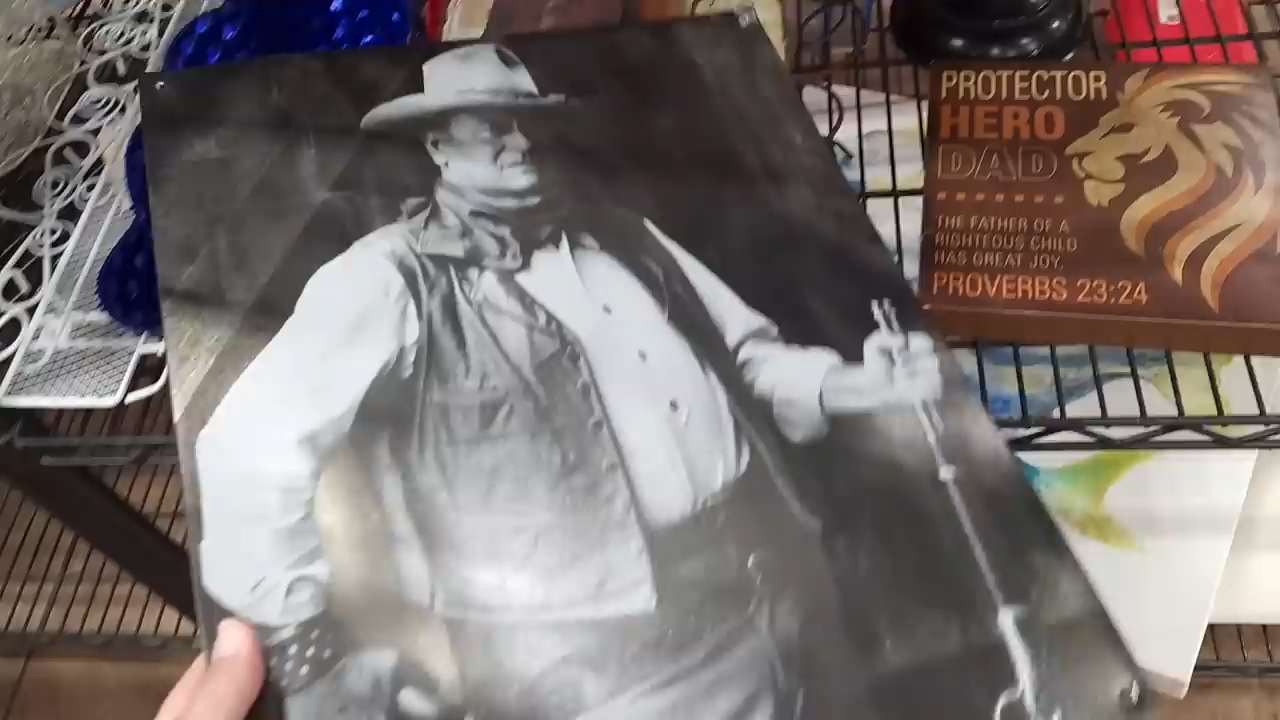 PROTECTOR
HERO
DAD
THE FATHER OF A
RIGHTEOUS CHILD
HAS GREAT JOY.
PROVERBS 23:24